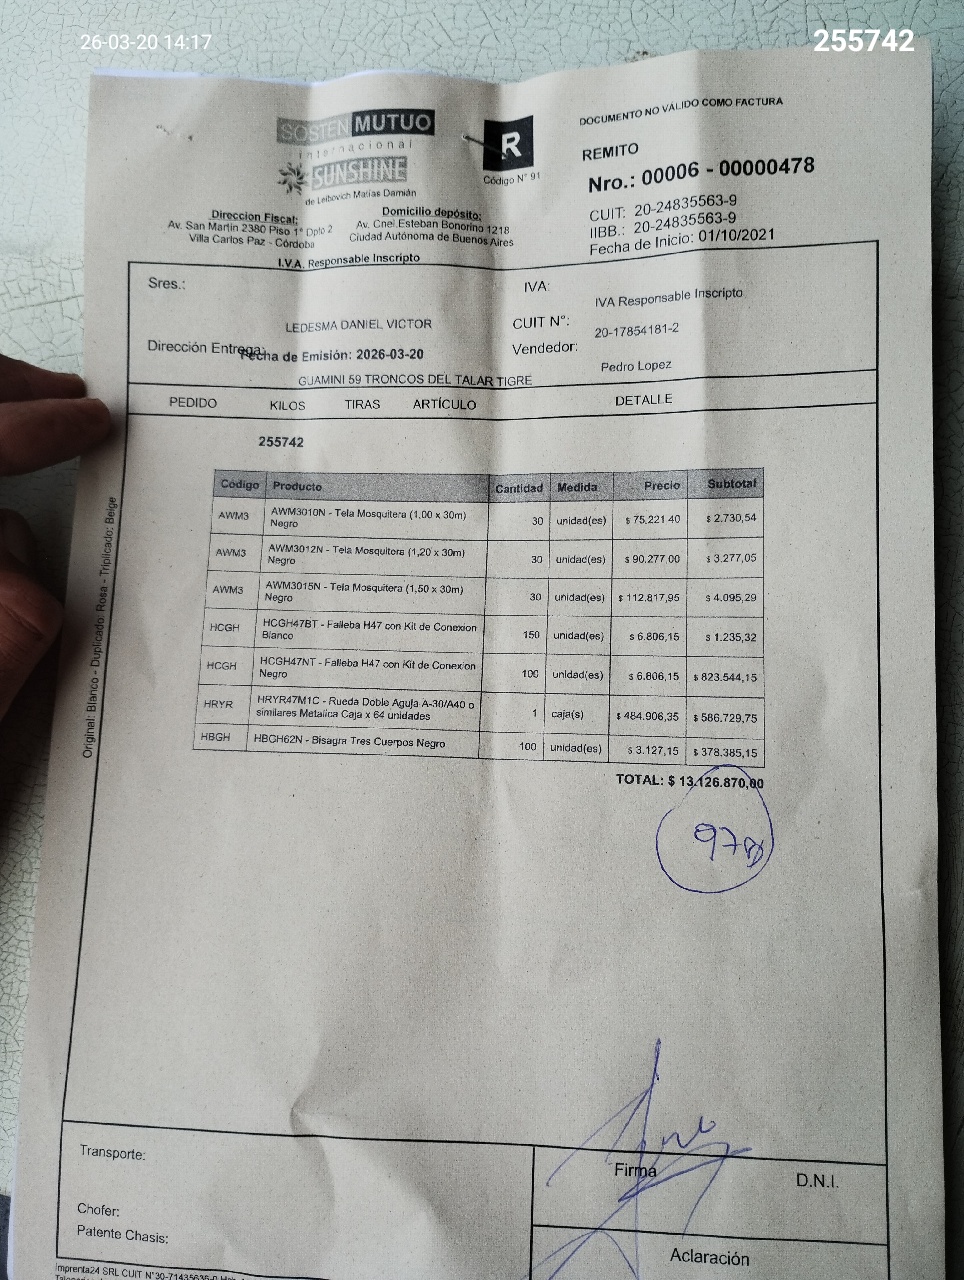 26-03-20 14:17
255742
SOSTÉN MUTUO
internacional
SUNSHINE
de Leibovich Matías Damián
R
Código N° 91
DOCUMENTO NO VÁLIDO COMO FACTURA
REMITO
Nro.: 00006 - 00000478
CUIT: 20-24835563-9
IIBB.: 20-24835563-9
Fecha de Inicio: 01/10/2021
Direccion Fiscal:
Av. San Martin 2380 Piso 1° Dpto 2
Villa Carlos Paz - Córdoba
Domicilio depósito:
Av. Cnel.Esteban Bonorino 1218
Ciudad Autónoma de Buenos Aires
I.V.A. Responsable Inscripto
Sres.:
LEDESMA DANIEL VICTOR
IVA:
IVA Responsable Inscripto
CUIT N°:
20-17854181-2
Dirección Entrega:
Fecha de Emisión: 2026-03-20
Vendedor:
Pedro Lopez
GUAMINI 59 TRONCOS DEL TALAR TIGRE
PEDIDO KILOS TIRAS ARTÍCULO DETALLE
255742
Código Producto Cantidad Medida Precio Subtotal
AWM3 AWM3010N - Tela Mosquitera (1,00 x 30m) 30 unidad(es) $ 75.221 40 $ 2.730,54
Negro
AWM3 AWM3012N - Tela Mosquitera (1,20 x 30m) 30 unidad(es) $ 90.277,00 $ 3.277,05
Negro
AWM3 AWM3015N - Tela Mosquitera (1,50 x 30m) 30 unidad(es) $ 112.817,95 $ 4.095,29
Negro
HCGH HCGH47BT - Falleba H47 con Kit de Conexion 150 unidad(es) $ 6.806,15 $ 1.235,32
Blanco
HCGH HCGH47NT - Falleba H47 con Kit de Conexion 100 unidad(es) $ 6.806,15 $ 823.544,15
Negro
HRYR HRYR47M1C - Rueda Doble Aguja A-30/A40 o 1 caja(s) $ 484.906,35 $ 586.729,75
similares Metalica Caja x 64 unidades
HBGH HBGH62N - Bisagra Tres Cuerpos Negro 100 unidad(es) $ 3.127,15 $ 378.385,15
TOTAL: $ 13.126.870,00
Original: Blanco - Duplicado: Rosa - Triplicado: Beige
Transporte:
Firma
D.N.I.
Chofer:
Patente Chasis:
Aclaración
Imprenta24 SRL CUIT N°